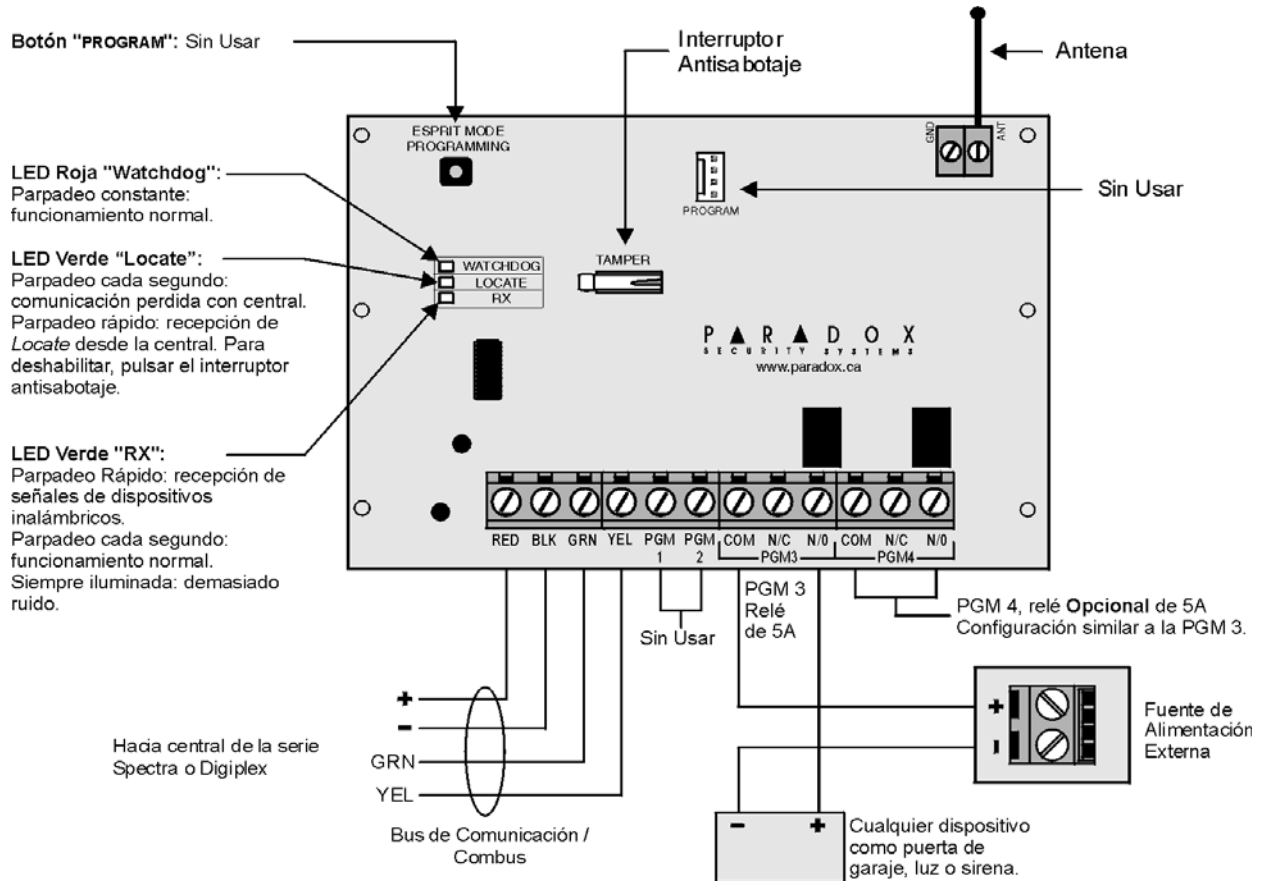 Botón "PROGRAM": Sin Usar
Interruptor
Antisabotaje
Antena
ESPRIT MODE
PROGRAMMING
GND
ANT
LED Roja "Watchdog":
Parpadeo constante:
funcionamiento normal.
PROGRAM
Sin Usar
LED Verde “Locate”:
Parpadeo cada segundo:
comunicación perdida con central.
Parpadeo rápido: recepción de
Locate desde la central. Para
deshabilitar, pulsar el interruptor
antisabotaje.
WATCHDOG
LOCATE
RX
TAMPER
PARADOX
SECURITY SYSTEMS
www.paradox.ca
LED Verde "RX":
Parpadeo Rápido: recepción de
señales de dispositivos
inalámbricos.
Parpadeo cada segundo:
funcionamiento normal.
Siempre iluminada: demasiado
ruido.
RED BLK GRN YEL PGM 1 PGM 2 COM N/C N/0 COM N/C N/0
PGM3 PGM4
Sin Usar
PGM 3
Relé
de 5A
PGM 4, relé Opcional de 5A
Configuración similar a la PGM 3.
+
-
GRN
YEL
Hacia central de la serie
Spectra o Digiplex
Bus de Comunicación /
Combus
+
-
Fuente de
Alimentación
Externa
- +
Cualquier dispositivo
como puerta de
garaje, luz o sirena.